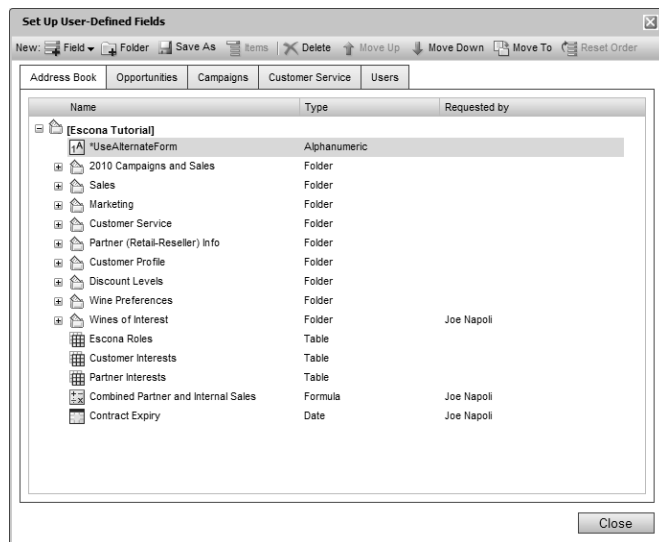 Set Up User-Defined Fields
New: Field Folder Save As Items Delete Move Up Move Down Move To Reset Order
Address Book Opportunities Campaigns Customer Service Users
Name Type Requested by
[Escona Tutorial]
*UseAlternateForm Alphanumeric
2010 Campaigns and Sales Folder
Sales Folder
Marketing Folder
Customer Service Folder
Partner (Retail-Reseller) Info Folder
Customer Profile Folder
Discount Levels Folder
Wine Preferences Folder
Wines of Interest Folder Joe Napoli
Escona Roles Table
Customer Interests Table
Partner Interests Table
Combined Partner and Internal Sales Formula Joe Napoli
Contract Expiry Date Joe Napoli
Close